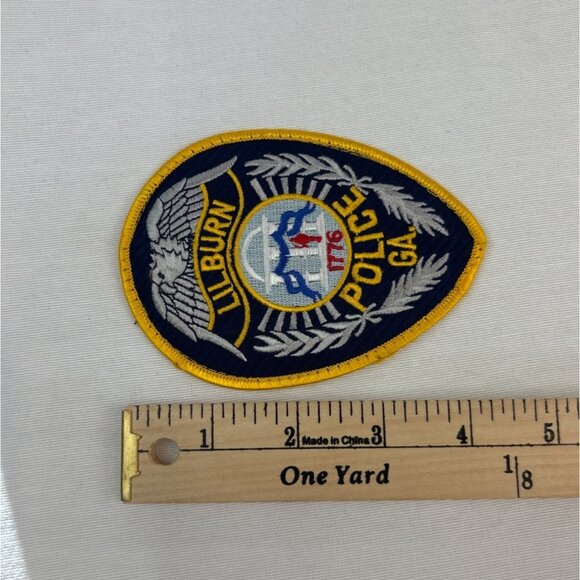 LILBURN
1776
POLICE
GA.
1 2 Made in China 3 4 5
One Yard 1/8